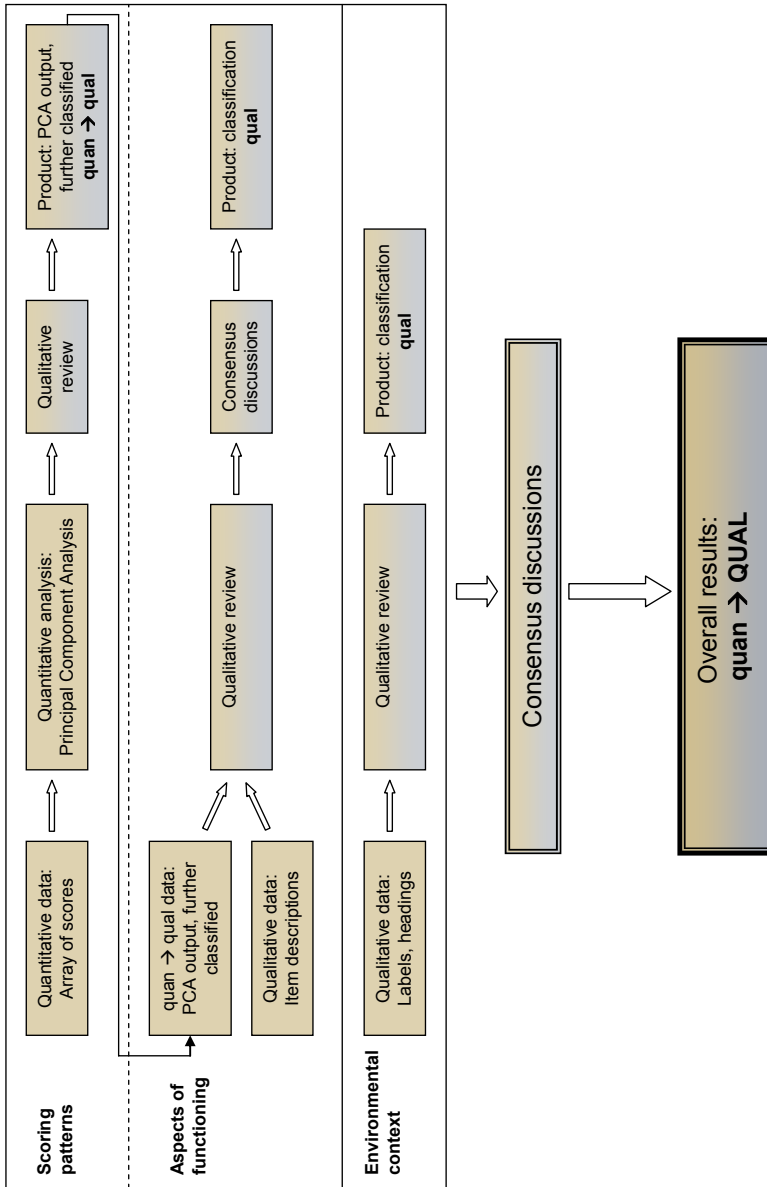 Scoring
patterns
Quantitative data:
Array of scores
Quantitative analysis:
Principal Component Analysis
Qualitative
review
Product: PCA output,
further classified
quan → qual
Aspects of
functioning
quan → qual data:
PCA output, further
classified
Qualitative data:
Item descriptions
Qualitative review
Consensus
discussions
Product: classification
qual
Environmental
context
Qualitative data:
Labels, headings
Qualitative review
Product: classification
qual
Consensus discussions
Overall results:
quan → QUAL